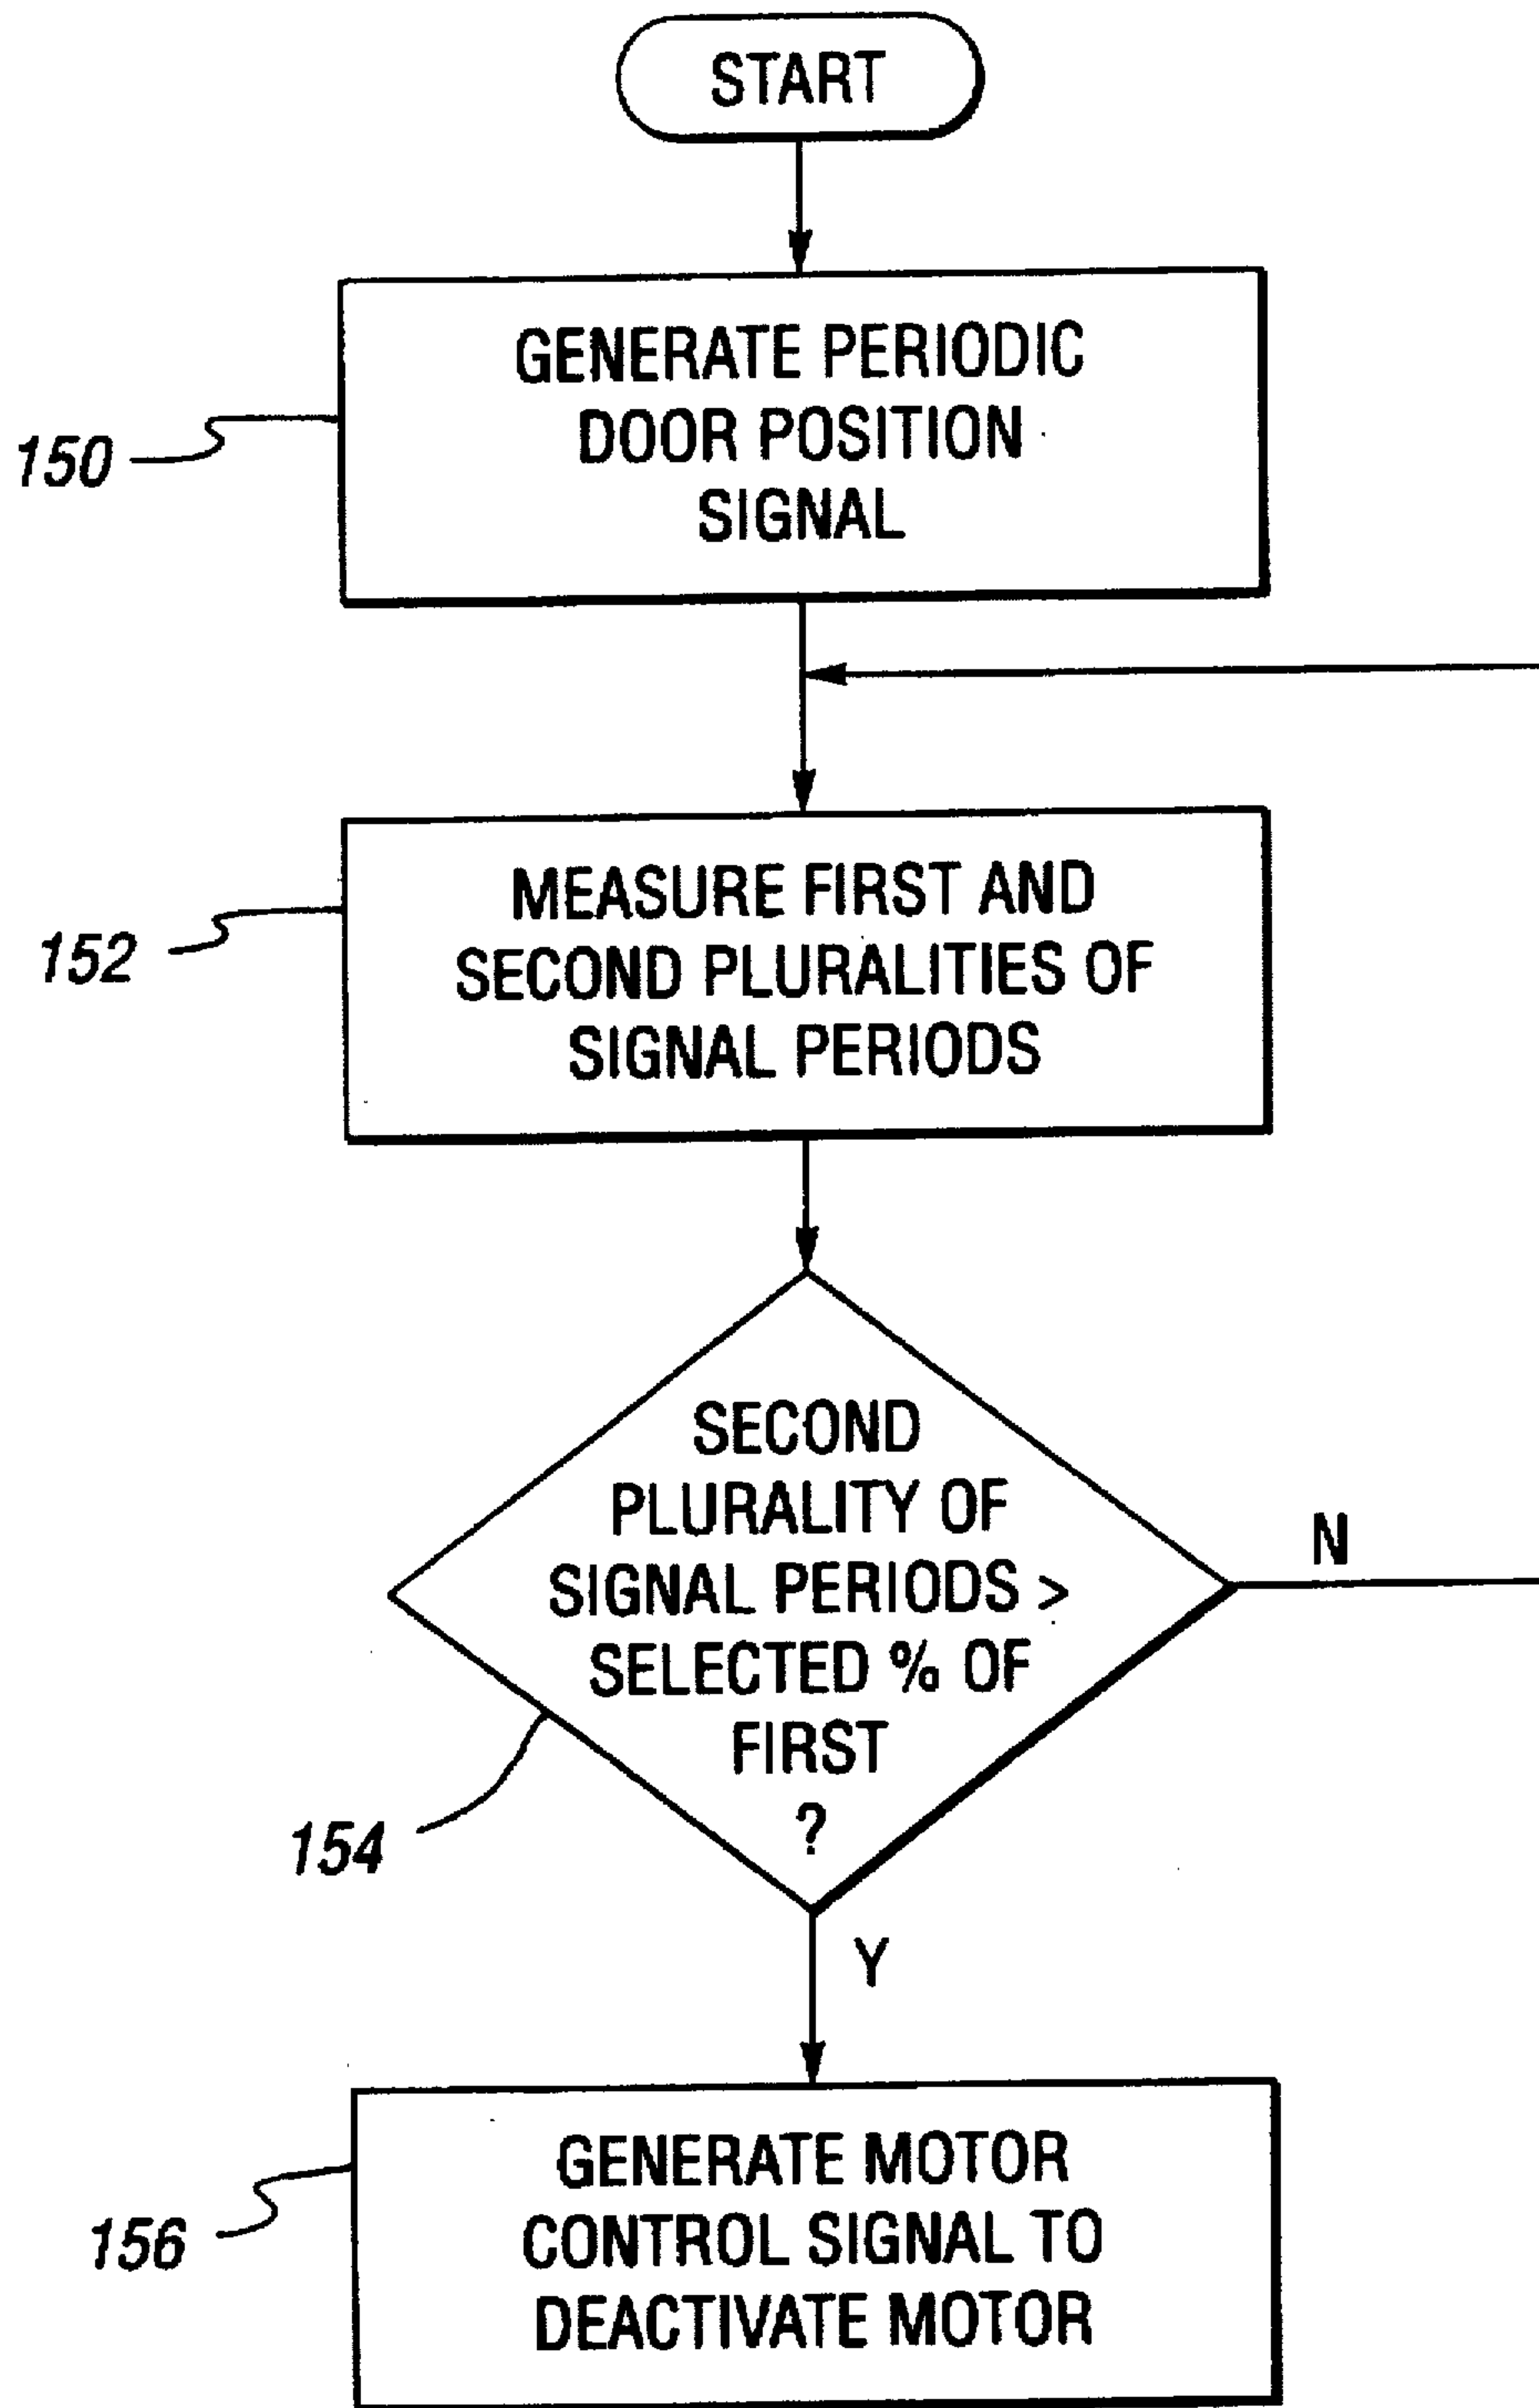 START
GENERATE PERIODIC
DOOR POSITION
SIGNAL
150
MEASURE FIRST AND
SECOND PLURALITIES OF
SIGNAL PERIODS
152
SECOND
PLURALITY OF
SIGNAL PERIODS >
SELECTED % OF
FIRST
?
N
154
Y
GENERATE MOTOR
CONTROL SIGNAL TO
DEACTIVATE MOTOR
156